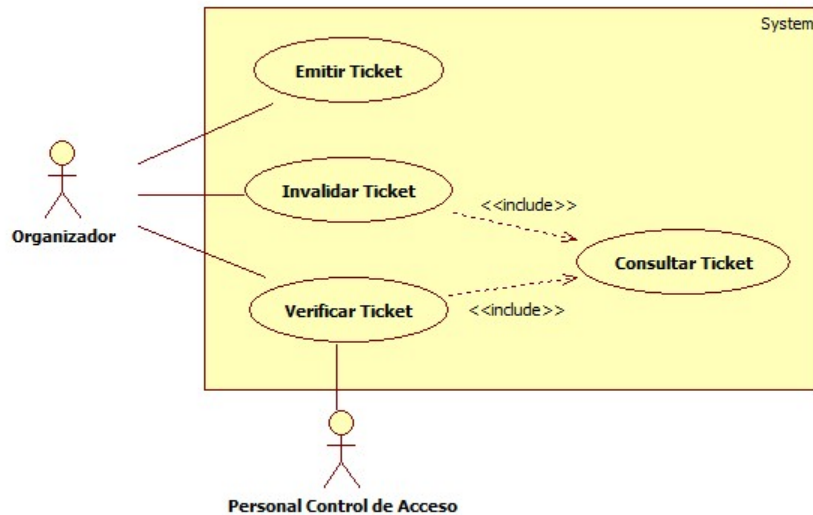 System
Emitir Ticket
Invalidar Ticket
<<include>>
Organizador
Consultar Ticket
Verificar Ticket
<<include>>
Personal Control de Acceso